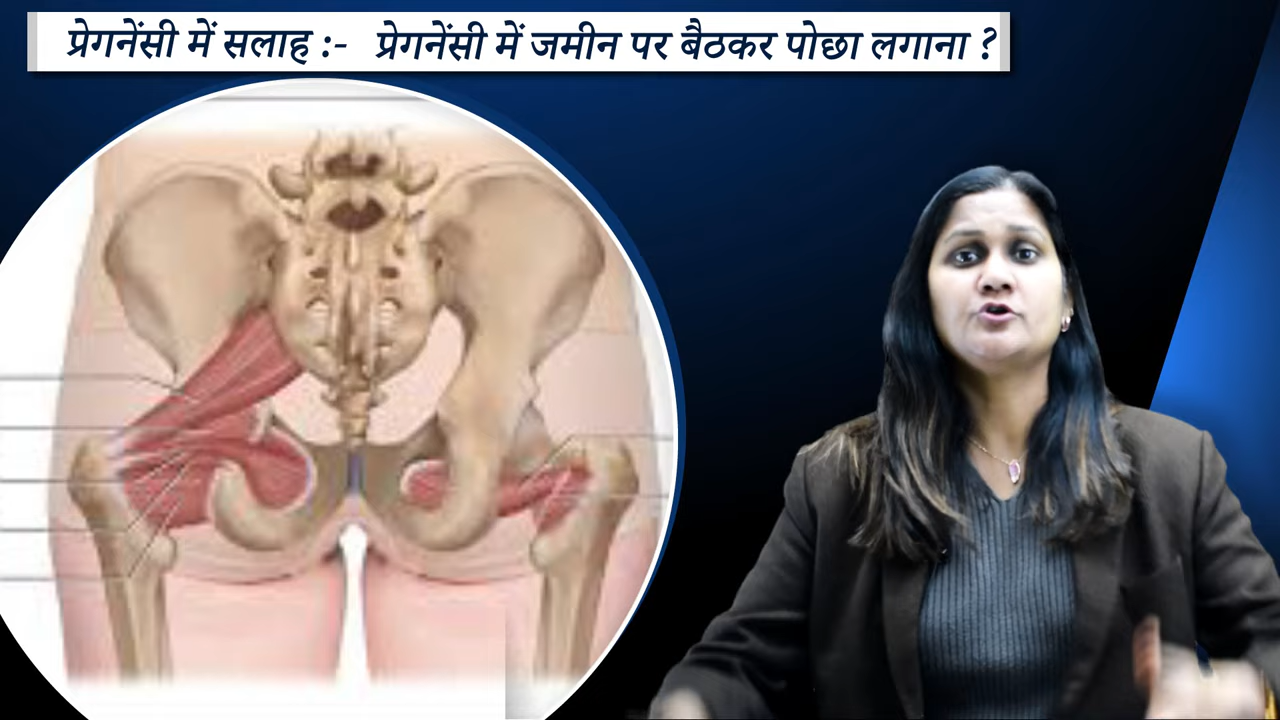 प्रेगनेंसी में सलाह :- प्रेगनेंसी में जमीन पर बैठकर पोछा लगाना ?